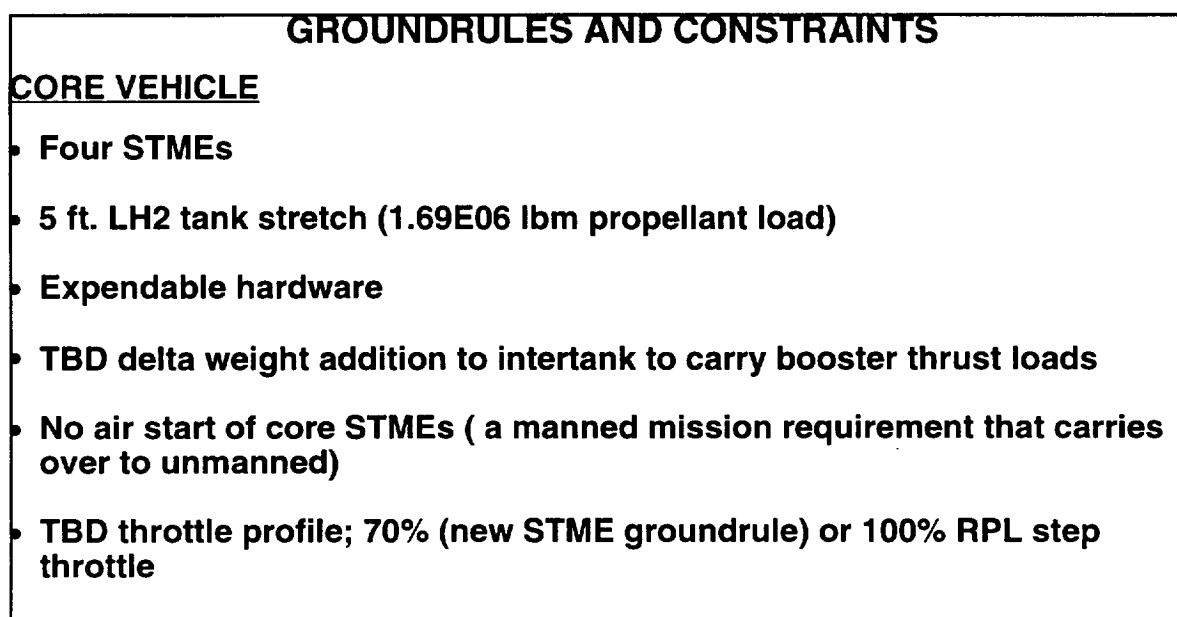 GROUNDRULES AND CONSTRAINTS
CORE VEHICLE
• Four STMEs
• 5 ft. LH2 tank stretch (1.69E06 lbm propellant load)
• Expendable hardware
• TBD delta weight addition to intertank to carry booster thrust loads
• No air start of core STMEs ( a manned mission requirement that carries
over to unmanned)
• TBD throttle profile; 70% (new STME groundrule) or 100% RPL step
throttle